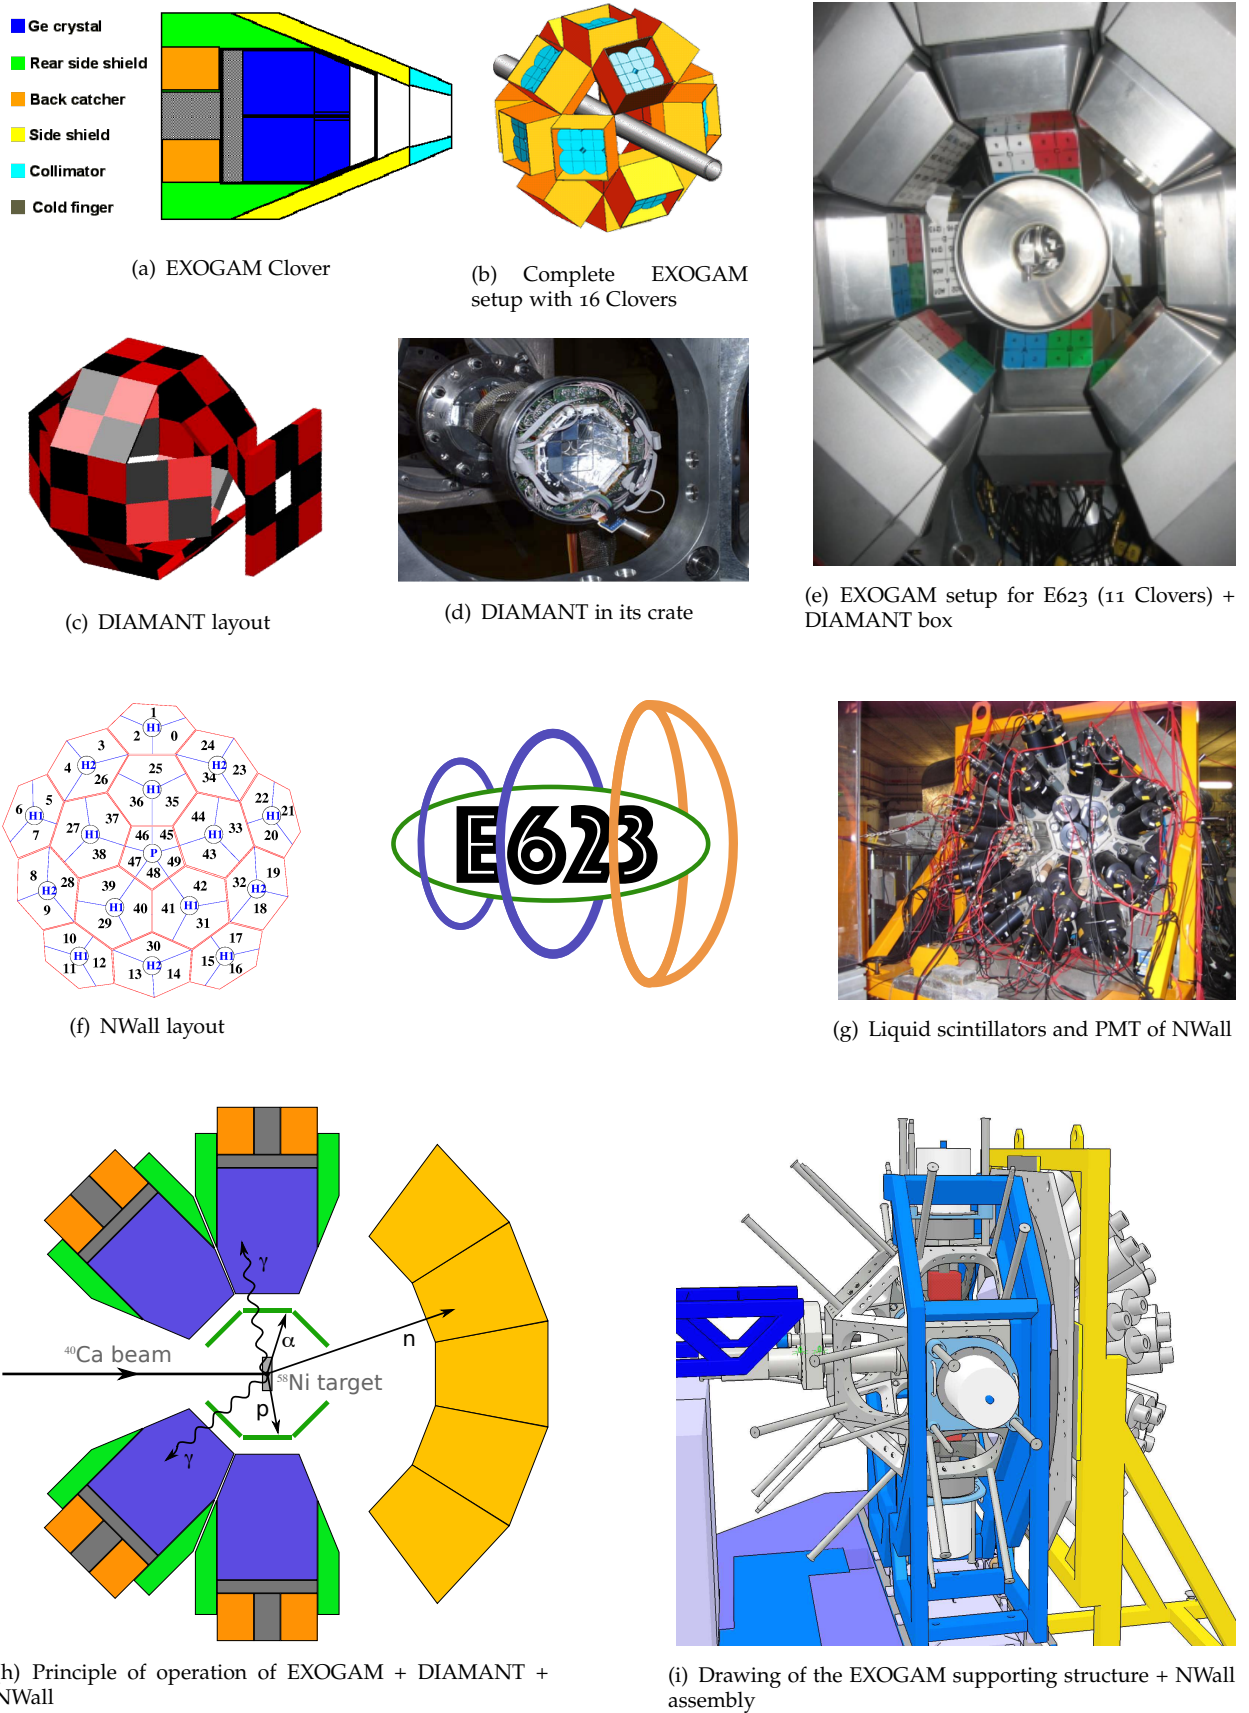 Ge crystal
Rear side shield
Back catcher
Side shield
Collimator
Cold finger
(a) EXOGAM Clover
(b) Complete EXOGAM
setup with 16 Clovers
(c) DIAMANT layout
(d) DIAMANT in its crate
(e) EXOGAM setup for E623 (11 Clovers) +
DIAMANT box
1
H1
2 0
3 24
4 H2 H2 23
26 25 34
H1
36 35
5 22
6 H1 H1 21
7 20
27 37 44 33
H1 H1
38 46 45 43
P
47 49
48
8 28 32 19
H2 H2
9 18
39 42
H1 40 41 H1
29 31
10 30 17
H1 H2 H1
11 12 13 14 15 16
(f) NWall layout
E623
(g) Liquid scintillators and PMT of NWall
γ
α
n
40Ca beam
58Ni target
p
γ
h) Principle of operation of EXOGAM + DIAMANT +
NWall
(i) Drawing of the EXOGAM supporting structure + NWall
assembly